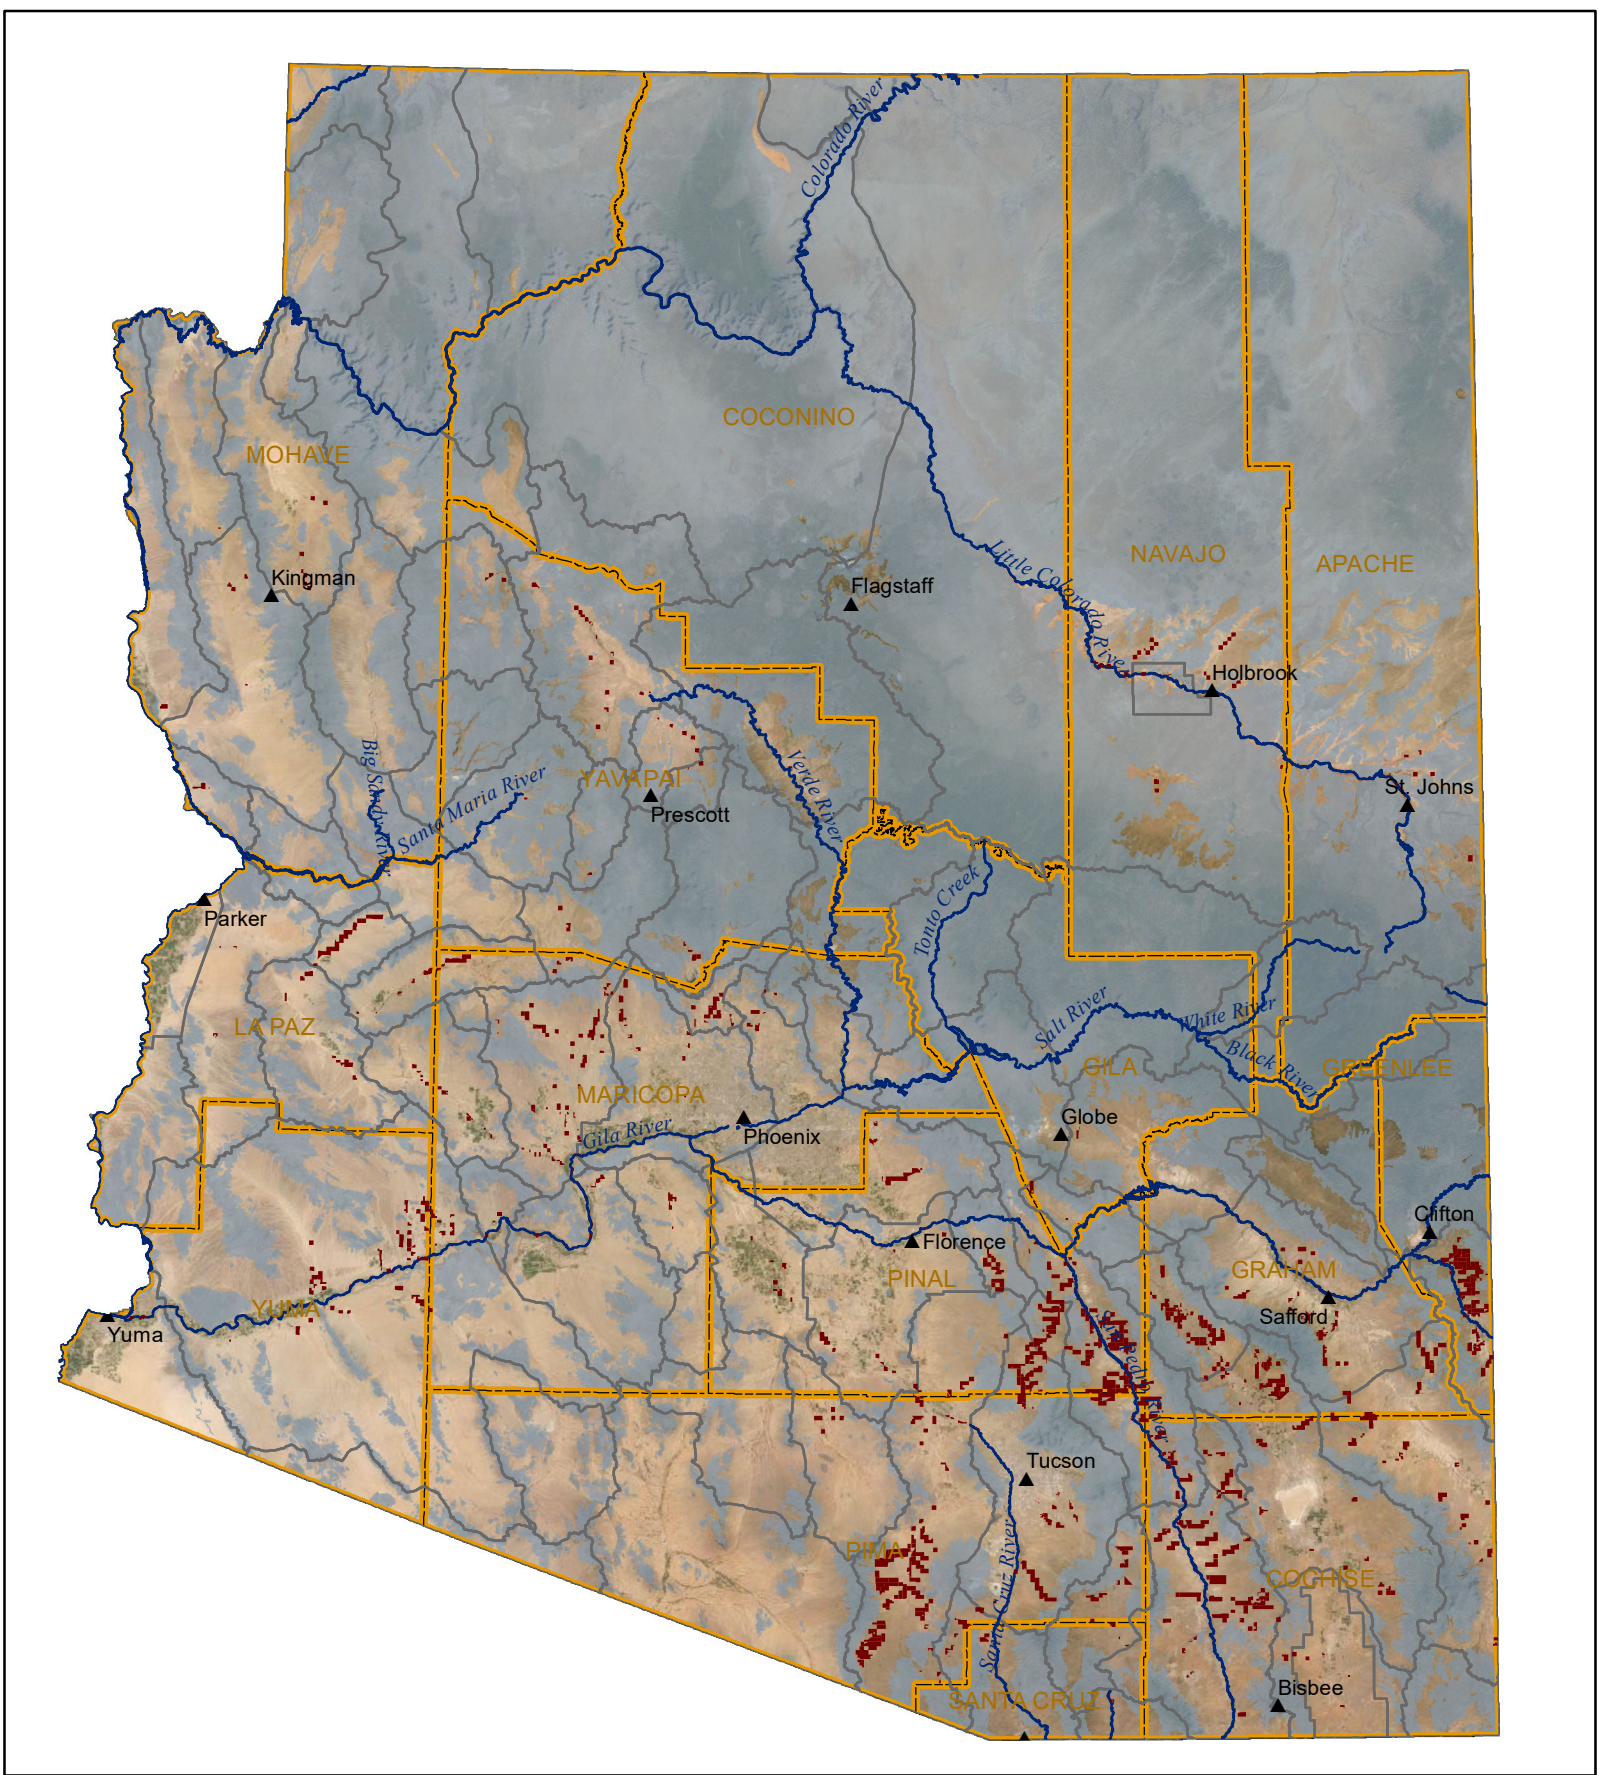 Colorado River
COCONINO
MOHAVE
NAVAJO
APACHE
Little Colorado River
Kingman
Flagstaff
Holbrook
Big Sandy River
Santa Maria River
YAVAPAI
Verde River
St. Johns
Prescott
Parker
Tonto Creek
LA PAZ
Salt River
White River
Black River
GILA
GREENLEE
MARICOPA
Gila River
Phoenix
Globe
Clifton
Florence
PINAL
GRAHAM
Safford
YUMA
Yuma
San Pedro River
Tucson
PIMA
Santa Cruz River
COCHISE
SANTA CRUZ
Bisbee